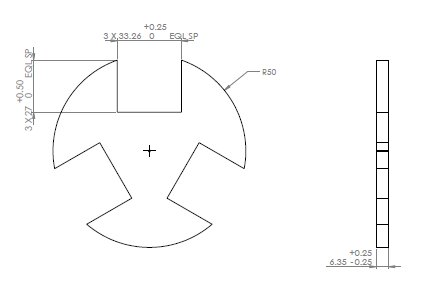 +0.25
3 X 33.26 0 EQL SP
R50
+0.50
3 X 27 0 EQL SP
+0.25
6.35 -0.25